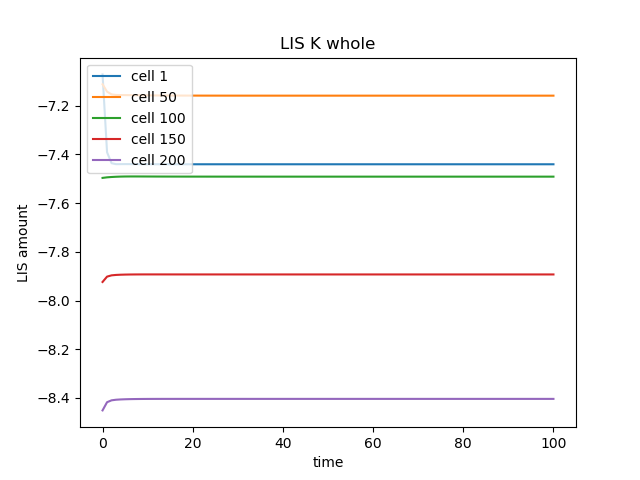 LIS K whole
cell 1
cell 50
cell 100
cell 150
cell 200
−7.2
−7.4
−7.6
−7.8
−8.0
−8.2
−8.4
LIS amount
0 20 40 60 80 100
time